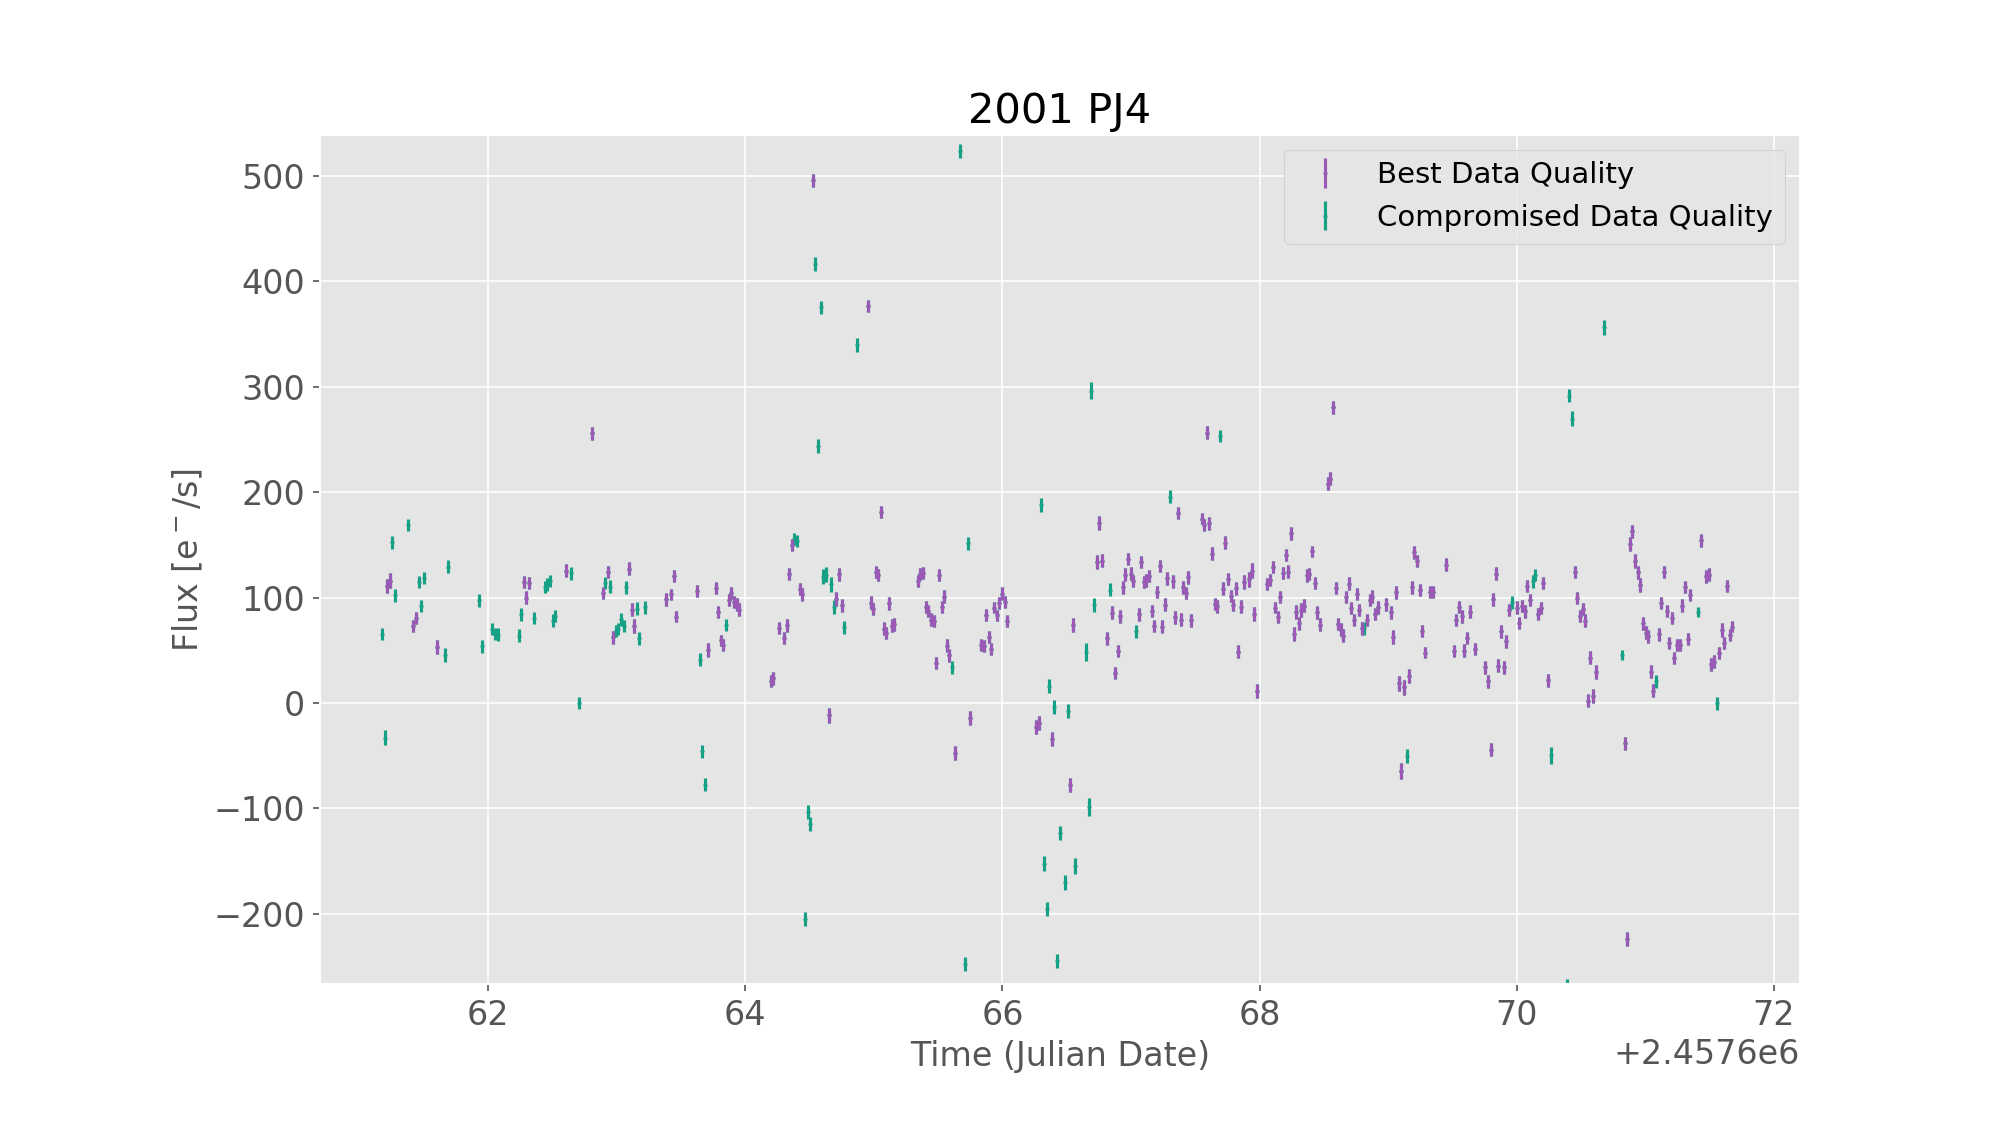 2001 PJ4
Best Data Quality
Compromised Data Quality
500
400
300
200
100
0
−100
−200
Flux [e⁻/s]
62 64 66 68 70 72
Time (Julian Date)
+2.4576e6